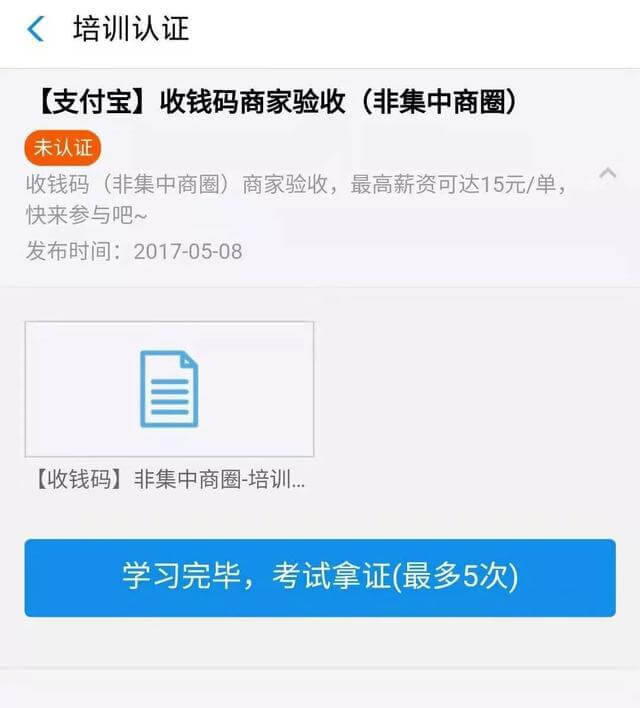 培训认证
【支付宝】收钱码商家验收（非集中商圈）
未认证
收钱码（非集中商圈）商家验收，最高薪资可达15元/单，
快来参与吧~
发布时间：2017-05-08
【收钱码】非集中商圈-培训...
学习完毕，考试拿证(最多5次)